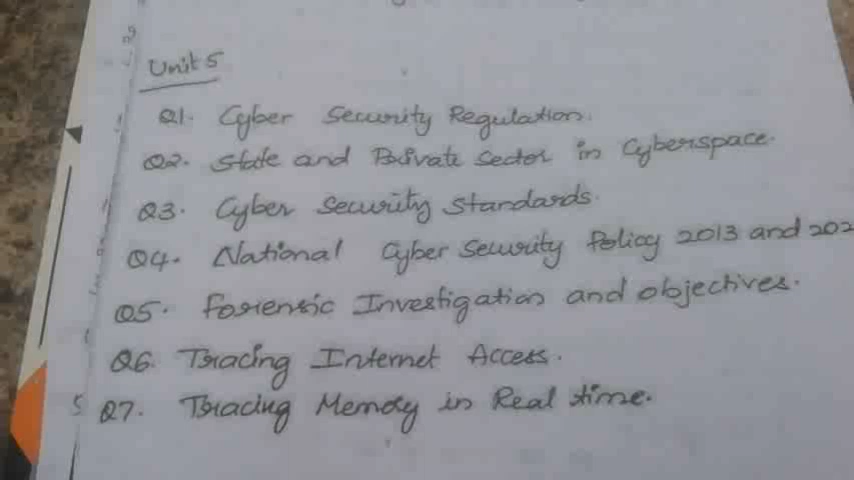 Unit 5
Q1. Cyber Security Regulation.
Q2. State and Private Sector in Cyberspace.
Q3. Cyber Security Standards.
Q4. National Cyber Security Policy 2013 and 202
Q5. Forensic Investigation and objectives.
Q6. Tracing Internet Access.
Q7. Tracing Memory in Real time.